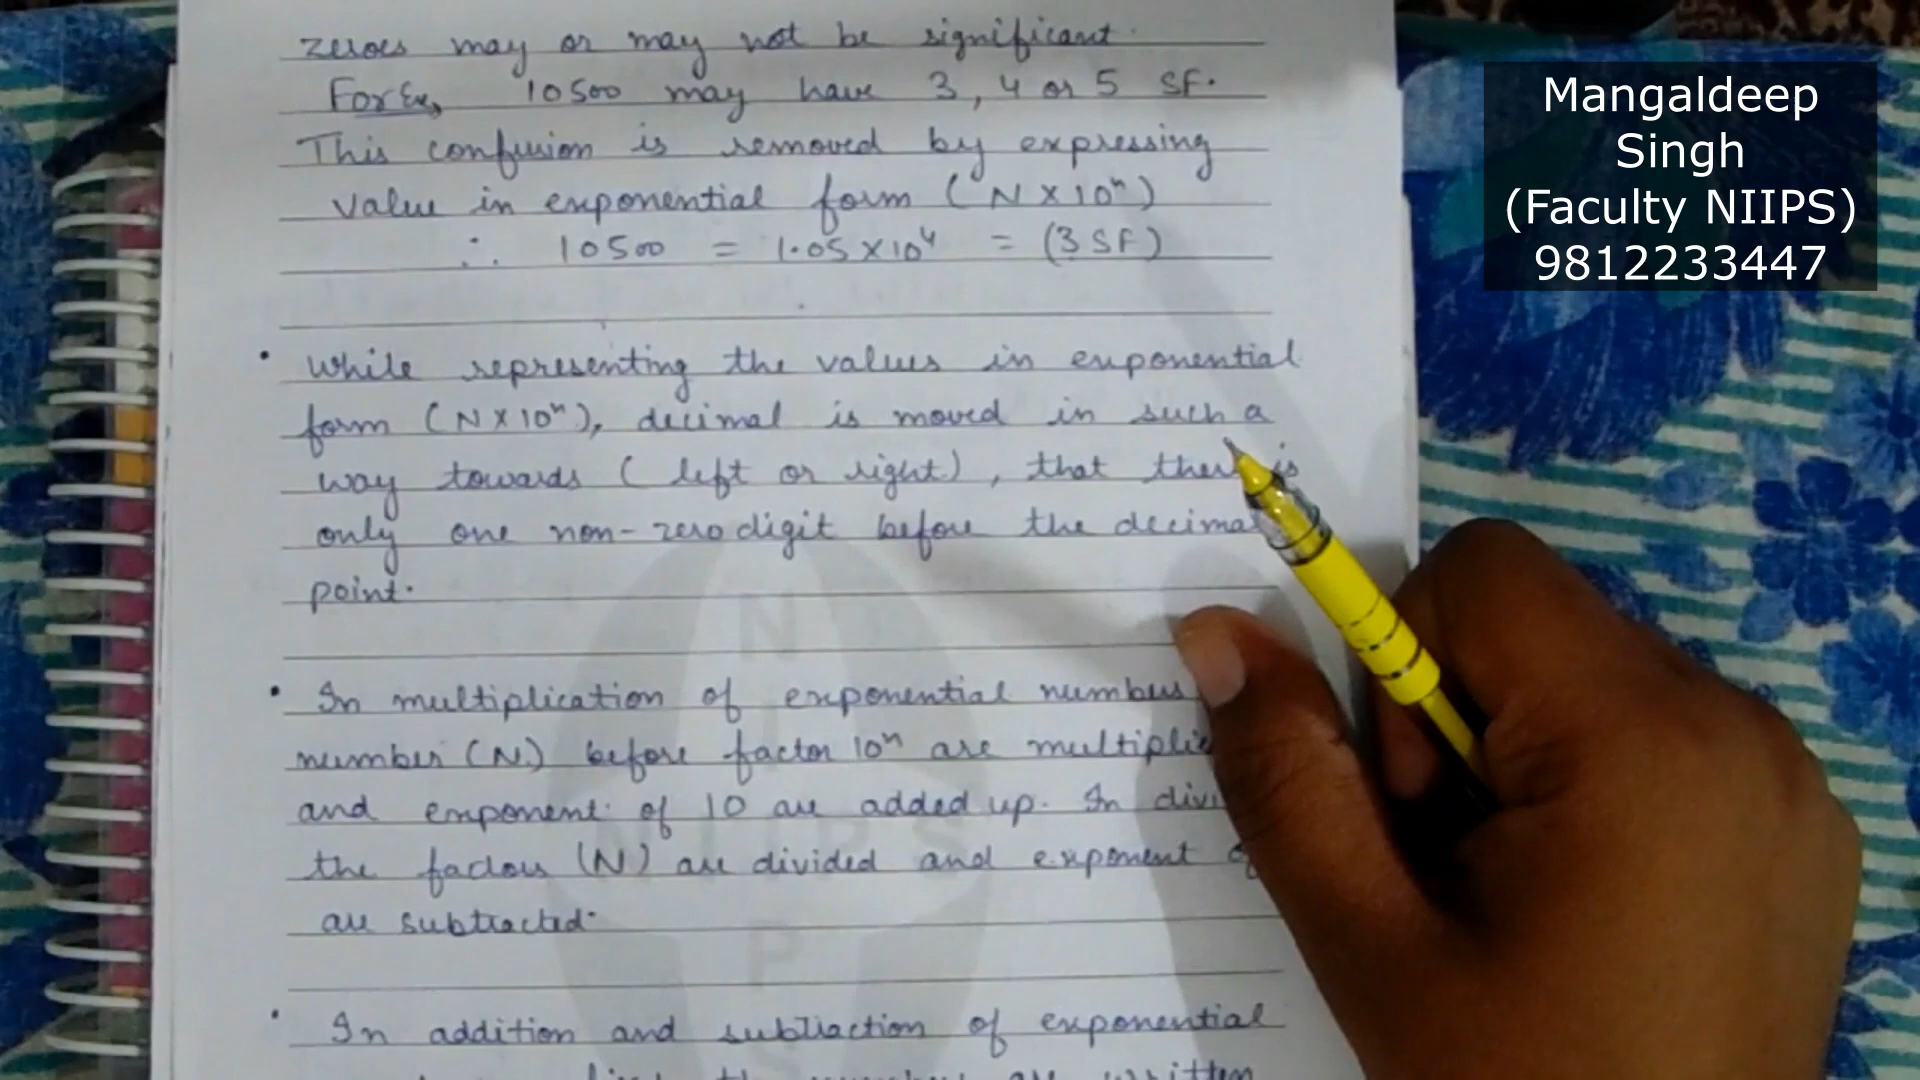 zeroes may or may not be significant.
For Ex, 10500 may have 3, 4 or 5 SF.
This confusion is removed by expressing
value in exponential form (N×10ⁿ)
∴ 10500 = 1.05×10⁴ = (3 SF)
• While representing the values in exponential
form (N×10ⁿ), decimal is moved in such a
way towards (left or right), that there is
only one non-zero digit before the decimal
point.
• In multiplication of exponential number
number (N) before factor 10ⁿ are multiplie
and exponent of 10 are added up. In divi
the factors (N) are divided and exponent o
are subtracted.
• In addition and subtraction of exponential
are written
N
I
NIIPS
P
S
Mangaldeep
Singh
(Faculty NIIPS)
9812233447